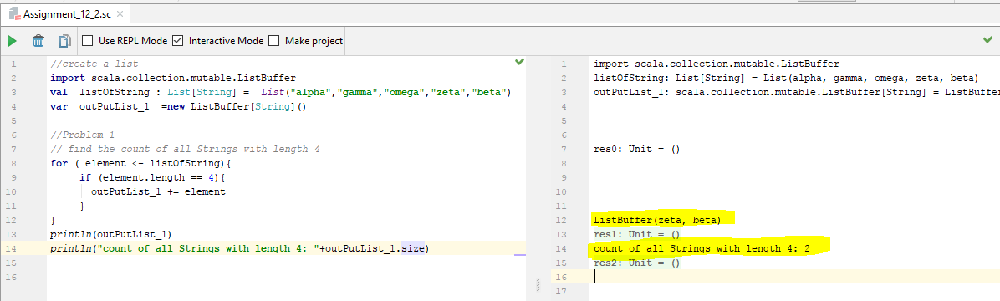 Assignment_12_2.sc
Use REPL Mode Interactive Mode Make project
1 //create a list
2 import scala.collection.mutable.ListBuffer
3 val listOfString : List[String] = List("alpha","gamma","omega","zeta","beta")
4 var outPutList_1 =new ListBuffer[String]()
5
6 //Problem 1
7 // find the count of all Strings with length 4
8 for ( element <- listOfString){
9 if (element.length == 4){
10 outPutList_1 += element
11 }
12 }
13 println(outPutList_1)
14 println("count of all Strings with length 4: "+outPutList_1.size)
15
16
1 import scala.collection.mutable.ListBuffer
2 listOfString: List[String] = List(alpha, gamma, omega, zeta, beta)
3 outPutList_1: scala.collection.mutable.ListBuffer[String] = ListBuffer
4
5
6
7 res0: Unit = ()
8
9
10
11
12 ListBuffer(zeta, beta)
13 res1: Unit = ()
14 count of all Strings with length 4: 2
15 res2: Unit = ()
16
17